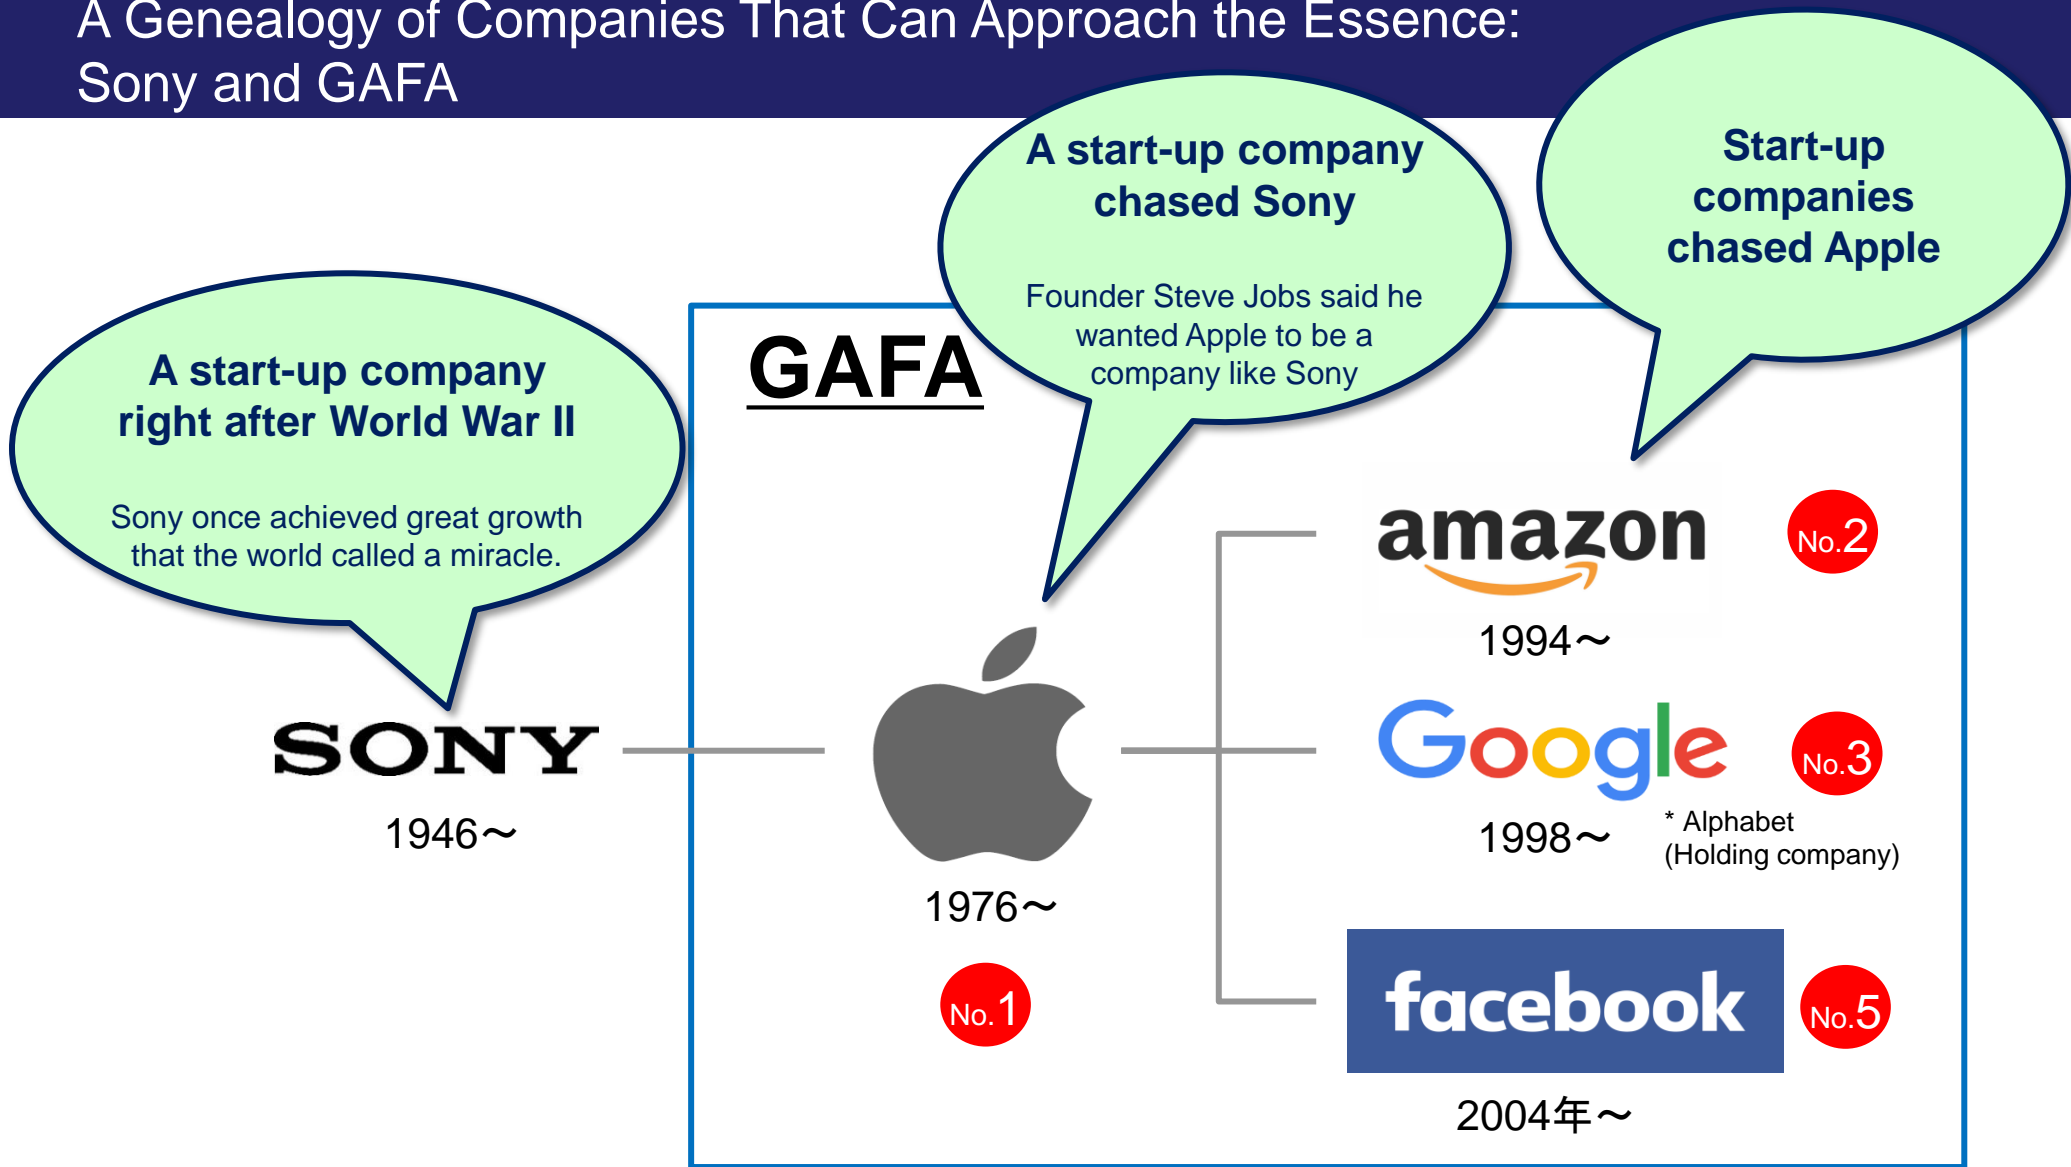 A Genealogy of Companies That Can Approach the Essence:
Sony and GAFA
A start-up company
right after World War II
Sony once achieved great growth
that the world called a miracle.
SONY
1946～
GAFA
A start-up company
chased Sony
Founder Steve Jobs said he
wanted Apple to be a
company like Sony
1976～
No.1
Start-up
companies
chased Apple
amazon
No.2
1994～
Google
No.3
1998～
* Alphabet
(Holding company)
facebook
No.5
2004年～